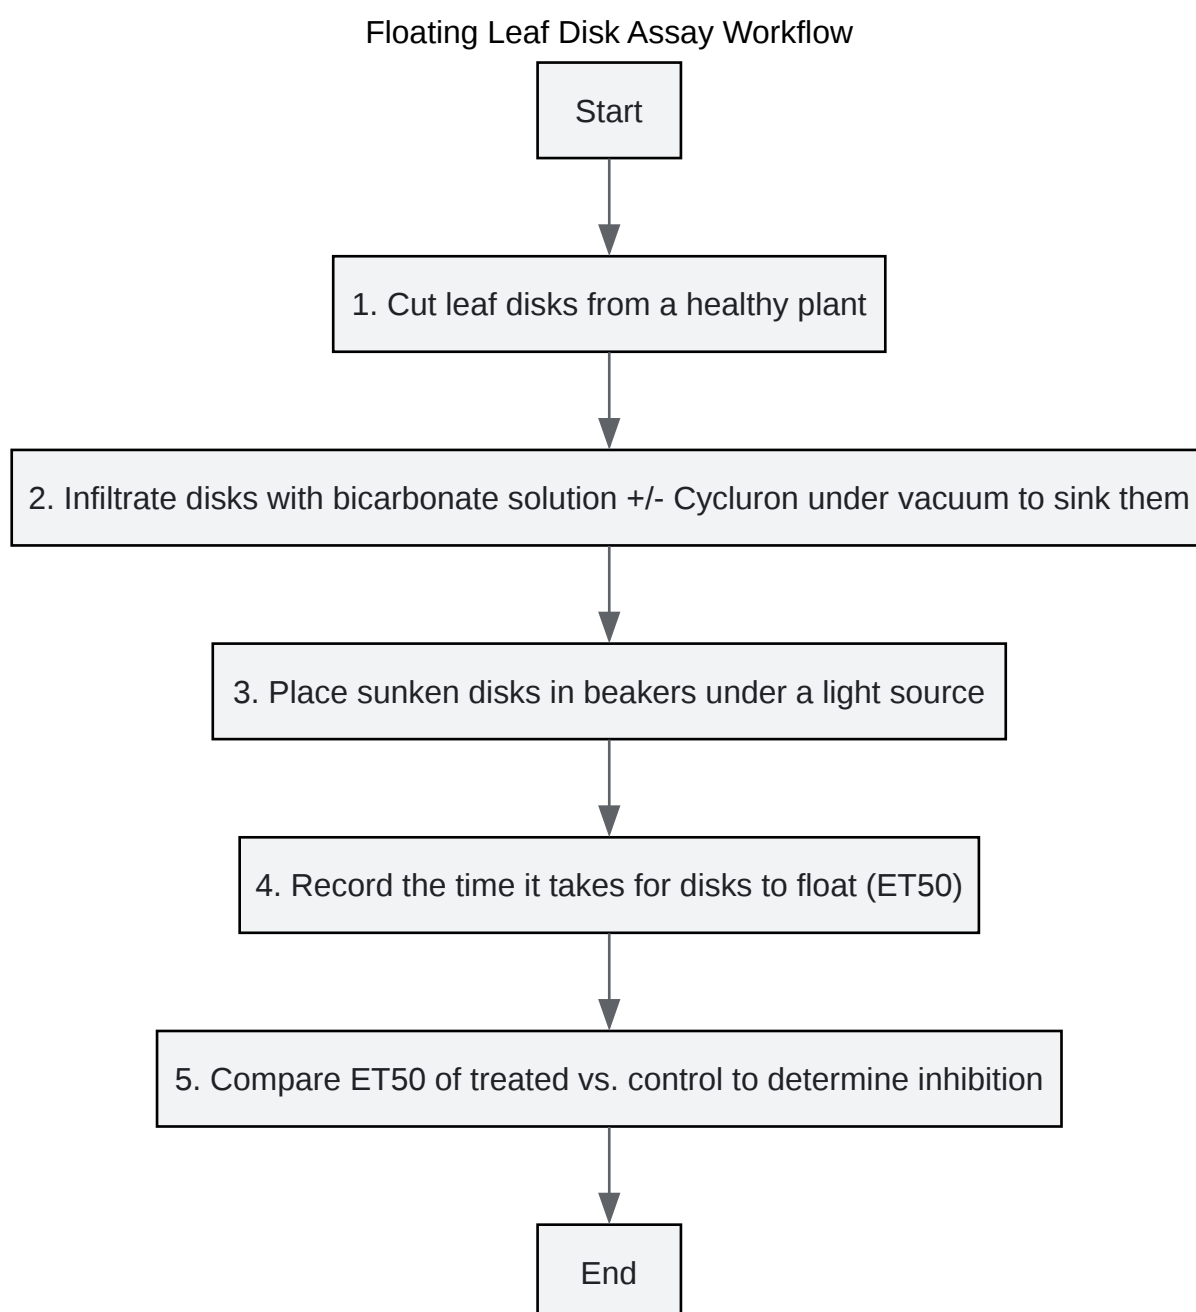 Floating Leaf Disk Assay Workflow
Start
1. Cut leaf disks from a healthy plant
2. Infiltrate disks with bicarbonate solution +/- Cycluron under vacuum to sink them
3. Place sunken disks in beakers under a light source
4. Record the time it takes for disks to float (ET50)
5. Compare ET50 of treated vs. control to determine inhibition
End